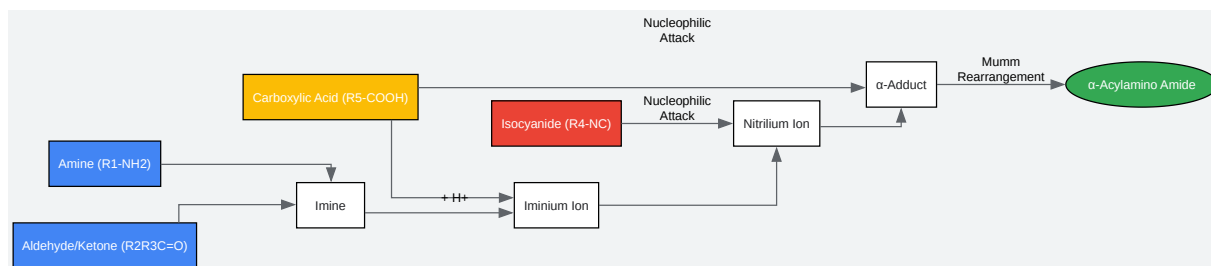 Nucleophilic
Attack
Mumm
Rearrangement
α-Adduct
α-Acylamino Amide
Carboxylic Acid (R5-COOH)
Nucleophilic
Attack
Isocyanide (R4-NC)
Nitrilium Ion
Amine (R1-NH2)
+ H+
Imine
Iminium Ion
Aldehyde/Ketone (R2R3C=O)